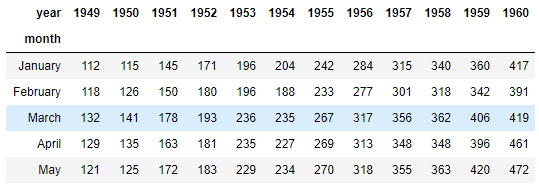 year 1949 1950 1951 1952 1953 1954 1955 1956 1957 1958 1959 1960
month
January 112 115 145 171 196 204 242 284 315 340 360 417
February 118 126 150 180 196 188 233 277 301 318 342 391
March 132 141 178 193 236 235 267 317 356 362 406 419
April 129 135 163 181 235 227 269 313 348 348 396 461
May 121 125 172 183 229 234 270 318 355 363 420 472